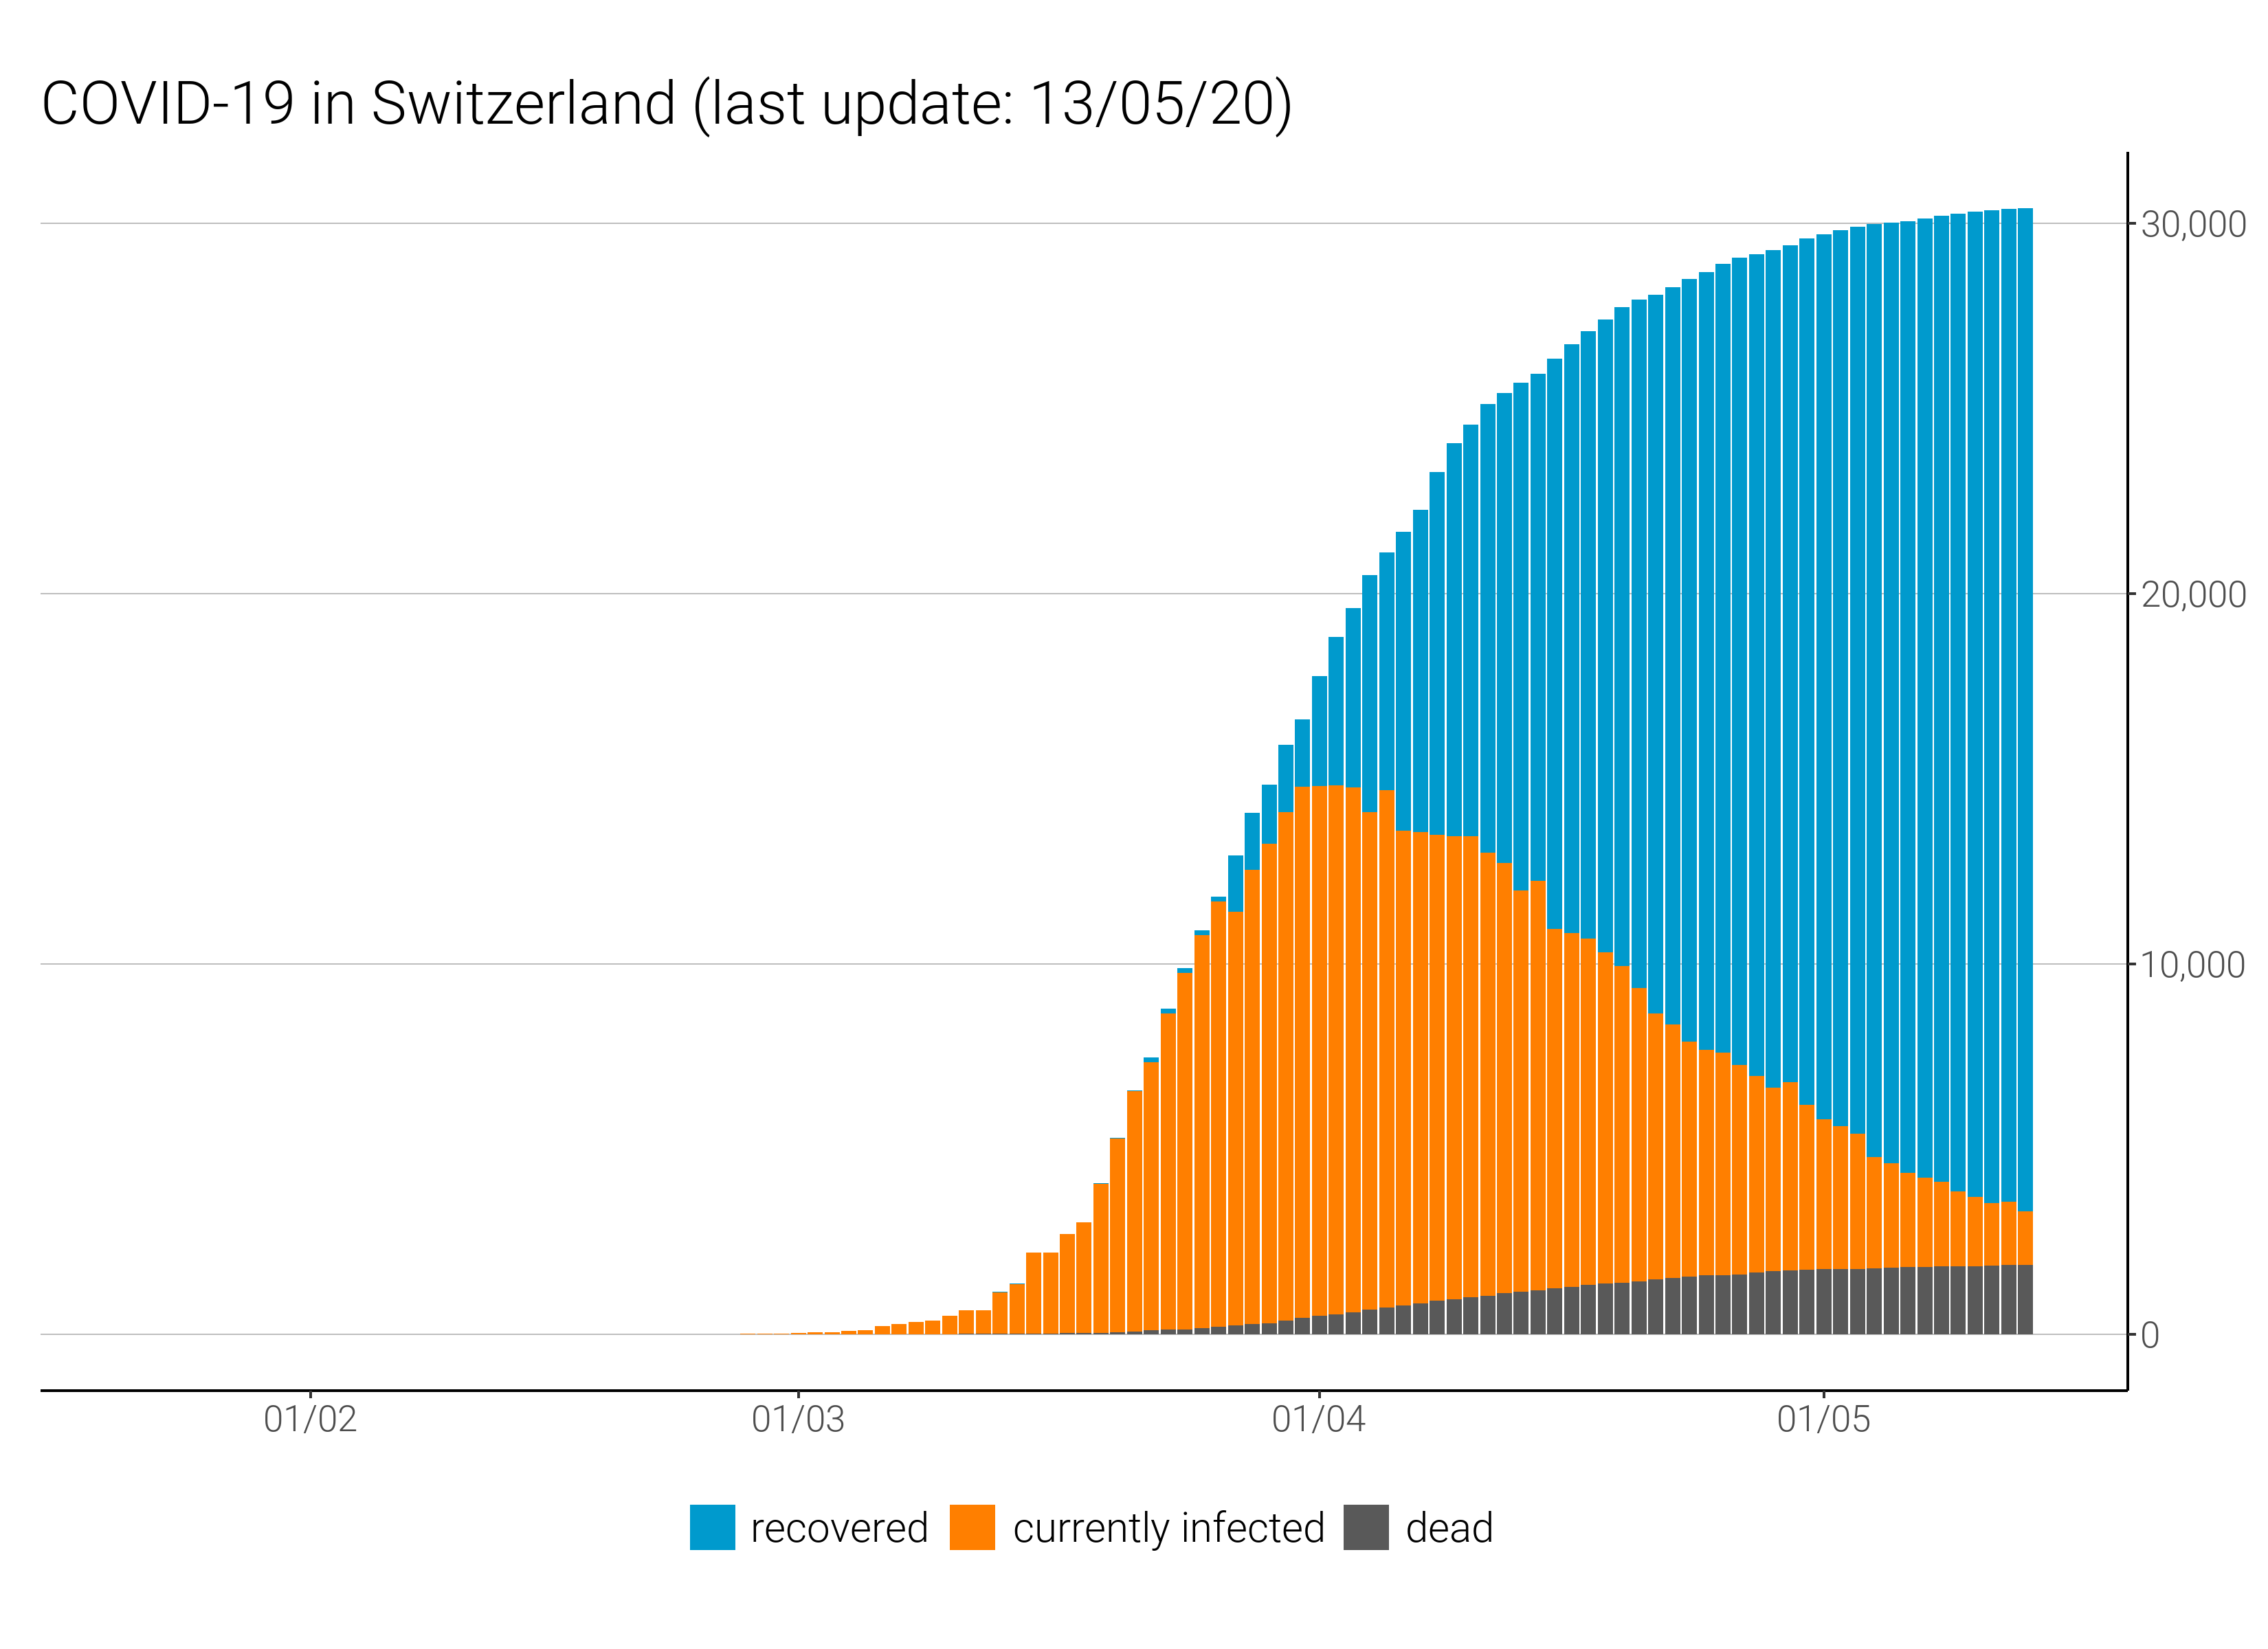 COVID-19 in Switzerland (last update: 13/05/20)
30,000
20,000
10,000
0
01/02 01/03 01/04 01/05
recovered currently infected dead